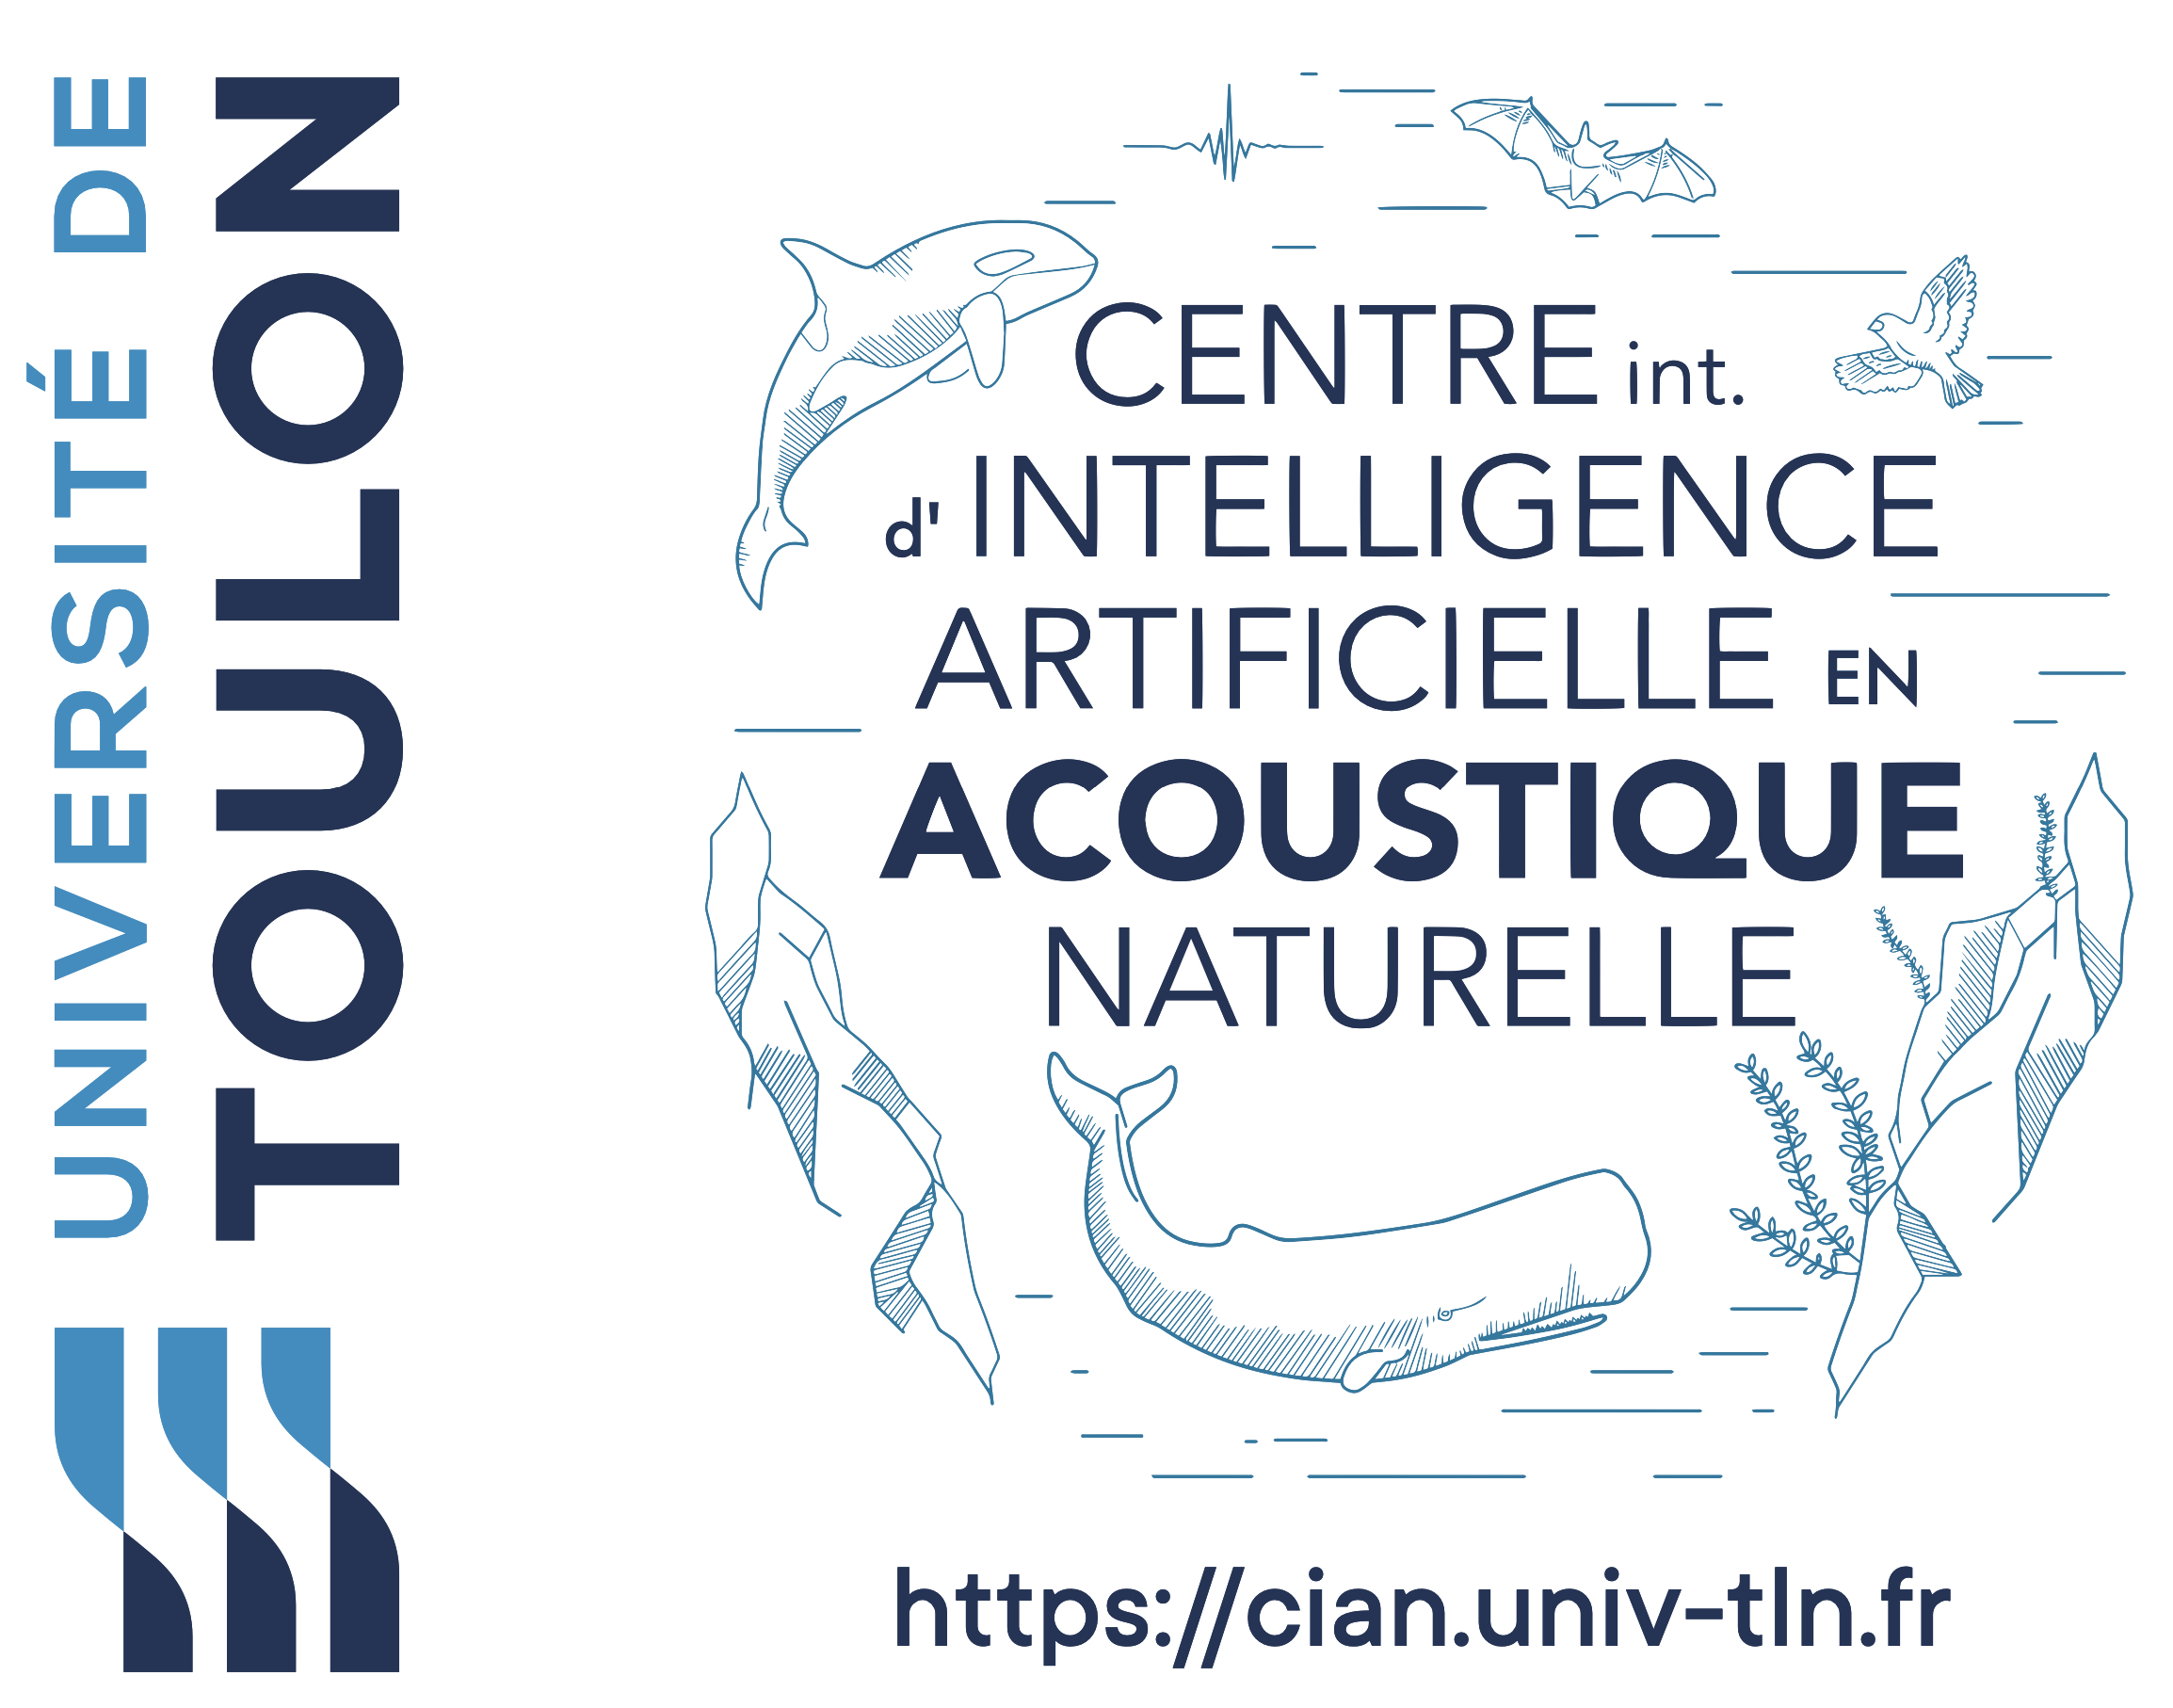 UNIVERSITÉ DE
TOULON
CENTRE int.
d'INTELLIGENCE
ARTIFICIELLE EN
ACOUSTIQUE
NATURELLE
https://cian.univ-tln.fr